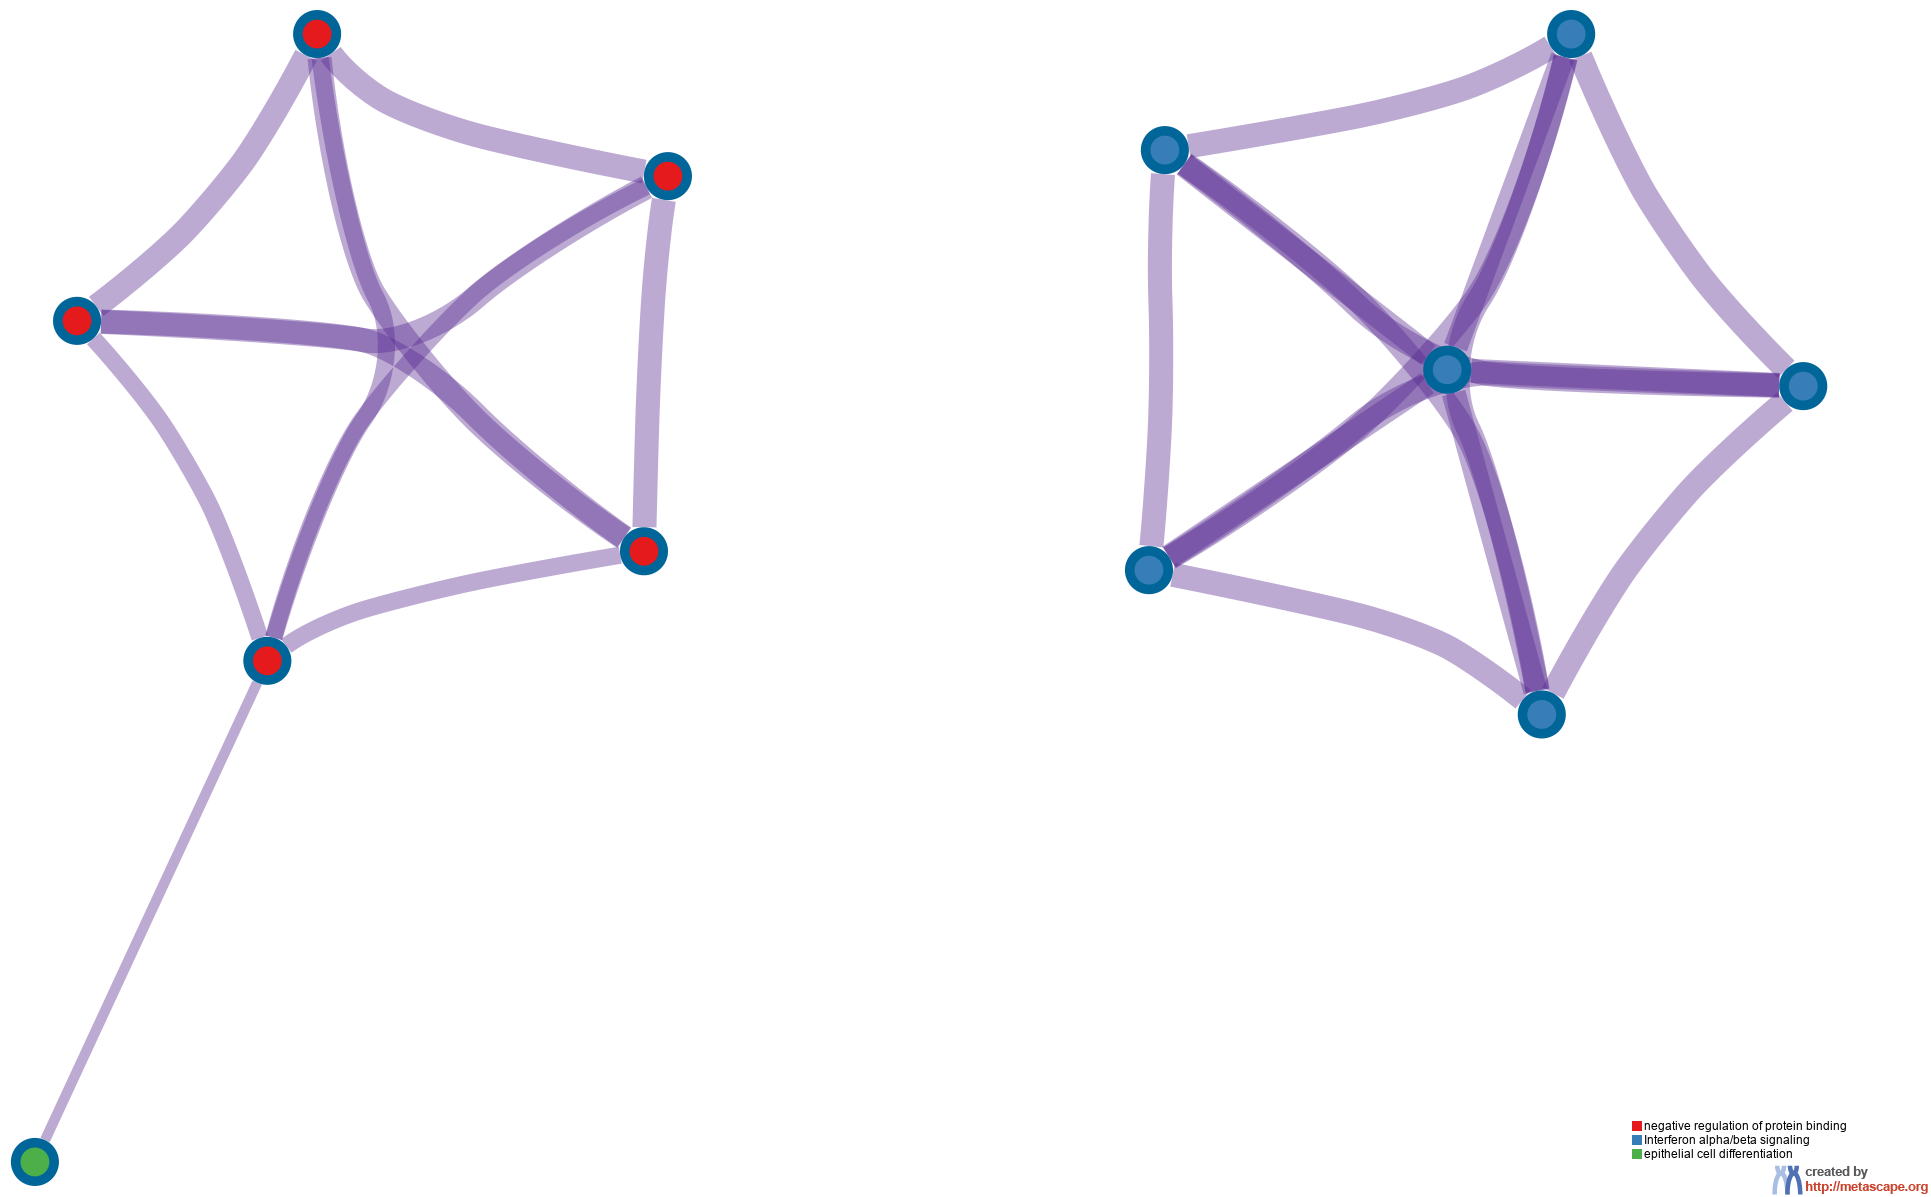 negative regulation of protein binding
Interferon alpha/beta signaling
epithelial cell differentiation
created by
http://metascape.org